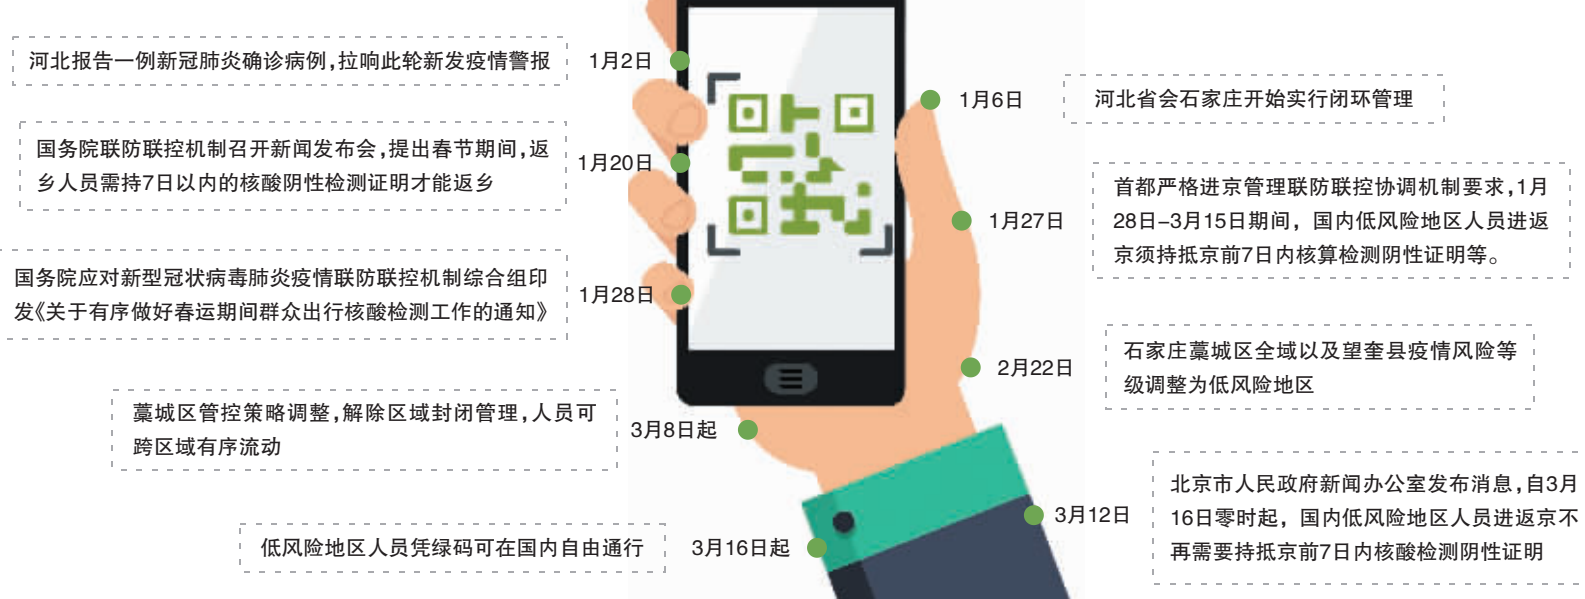 河北报告一例新冠肺炎确诊病例，拉响此轮新发疫情警报
1月2日
1月6日
河北省会石家庄开始实行闭环管理
国务院联防联控机制召开新闻发布会，提出春节期间，返
乡人员需持7日以内的核酸阴性检测证明才能返乡
1月20日
1月27日
首都严格进京管理联防联控协调机制要求，1月
28日–3月15日期间，国内低风险地区人员进返
京须持抵京前7日内核算检测阴性证明等。
国务院应对新型冠状病毒肺炎疫情联防联控机制综合组印
发《关于有序做好春运期间群众出行核酸检测工作的通知》
1月28日
2月22日
石家庄藁城区全域以及望奎县疫情风险等
级调整为低风险地区
藁城区管控策略调整，解除区域封闭管理，人员可
跨区域有序流动
3月8日起
3月12日
北京市人民政府新闻办公室发布消息，自3月
16日零时起，国内低风险地区人员进返京不
再需要持抵京前7日内核酸检测阴性证明
低风险地区人员凭绿码可在国内自由通行
3月16日起